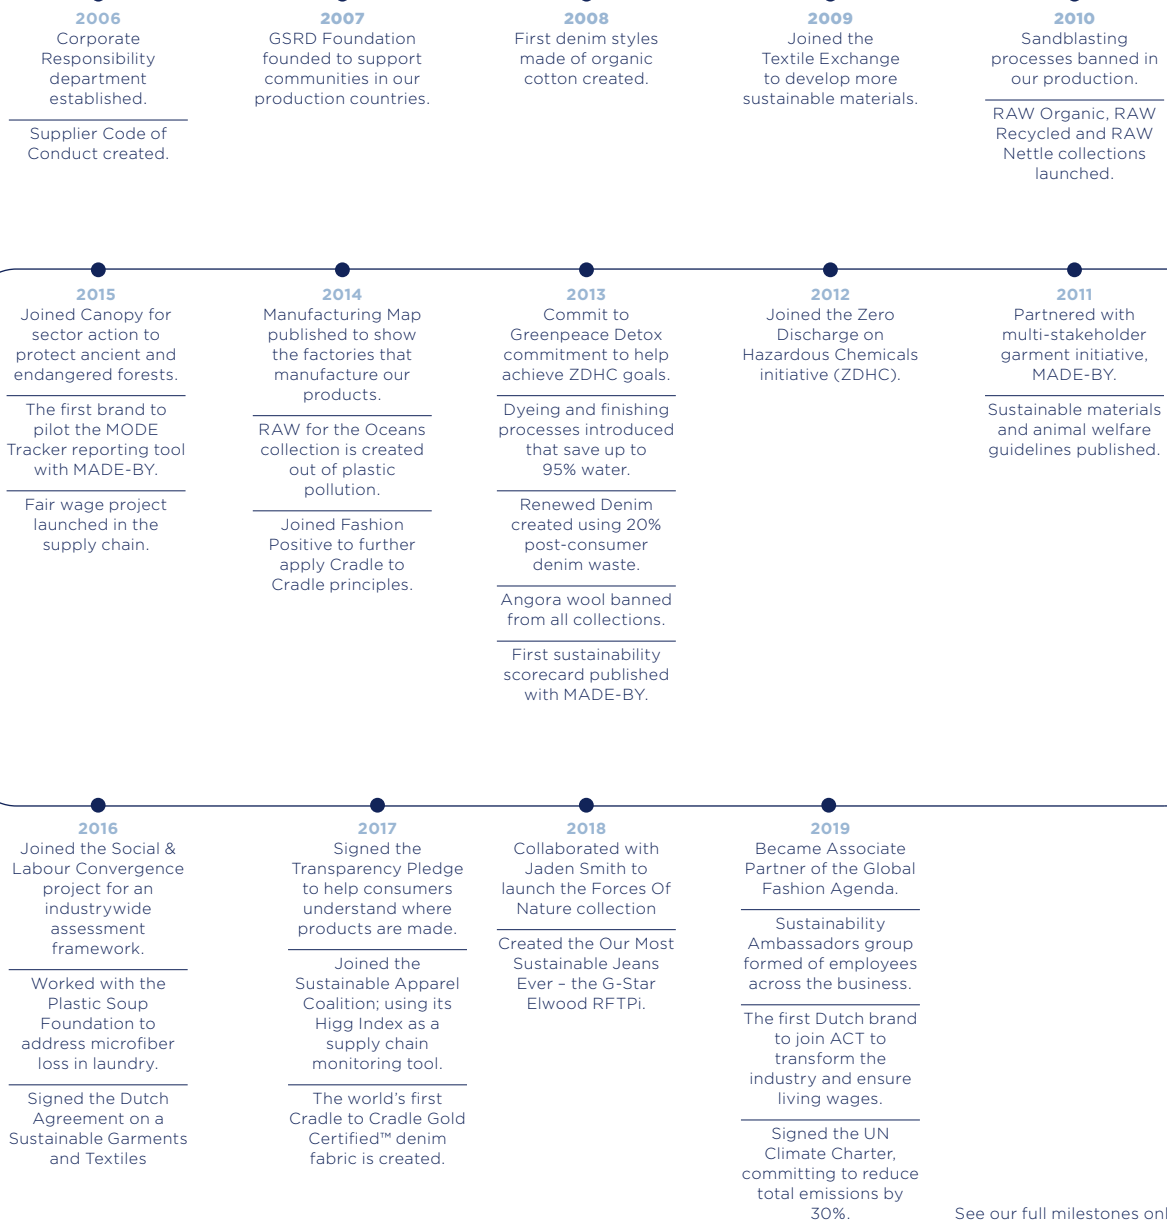 2006
Corporate
Responsibility
department
established.
Supplier Code of
Conduct created.
2007
GSRD Foundation
founded to support
communities in our
production countries.
2008
First denim styles
made of organic
cotton created.
2009
Joined the
Textile Exchange
to develop more
sustainable materials.
2010
Sandblasting
processes banned in
our production.
RAW Organic, RAW
Recycled and RAW
Nettle collections
launched.
2015
Joined Canopy for
sector action to
protect ancient and
endangered forests.
The first brand to
pilot the MODE
Tracker reporting tool
with MADE-BY.
Fair wage project
launched in the
supply chain.
2014
Manufacturing Map
published to show
the factories that
manufacture our
products.
RAW for the Oceans
collection is created
out of plastic
pollution.
Joined Fashion
Positive to further
apply Cradle to
Cradle principles.
2013
Commit to
Greenpeace Detox
commitment to help
achieve ZDHC goals.
Dyeing and finishing
processes introduced
that save up to
95% water.
Renewed Denim
created using 20%
post-consumer
denim waste.
Angora wool banned
from all collections.
First sustainability
scorecard published
with MADE-BY.
2012
Joined the Zero
Discharge on
Hazardous Chemicals
initiative (ZDHC).
2011
Partnered with
multi-stakeholder
garment initiative,
MADE-BY.
Sustainable materials
and animal welfare
guidelines published.
2016
Joined the Social &
Labour Convergence
project for an
industrywide
assessment
framework.
Worked with the
Plastic Soup
Foundation to
address microfiber
loss in laundry.
Signed the Dutch
Agreement on a
Sustainable Garments
and Textiles
2017
Signed the
Transparency Pledge
to help consumers
understand where
products are made.
Joined the
Sustainable Apparel
Coalition; using its
Higg Index as a
supply chain
monitoring tool.
The world's first
Cradle to Cradle Gold
Certified™ denim
fabric is created.
2018
Collaborated with
Jaden Smith to
launch the Forces Of
Nature collection
Created the Our Most
Sustainable Jeans
Ever – the G-Star
Elwood RFTPi.
2019
Became Associate
Partner of the Global
Fashion Agenda.
Sustainability
Ambassadors group
formed of employees
across the business.
The first Dutch brand
to join ACT to
transform the
industry and ensure
living wages.
Signed the UN
Climate Charter,
committing to reduce
total emissions by
30%.
See our full milestones